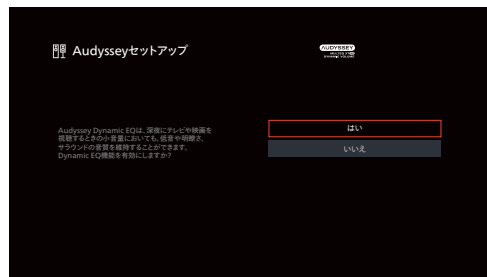 Audysseyセットアップ
AUDYSSEY
MULTEQ XT32
DYNAMIC VOLUME
Audyssey Dynamic EQは、深夜にテレビや映画を
視聴するときの小音量においても、低音や明瞭さ、
サラウンドの音質を維持することができます。
Dynamic EQ機能を有効にしますか?
はい
いいえ